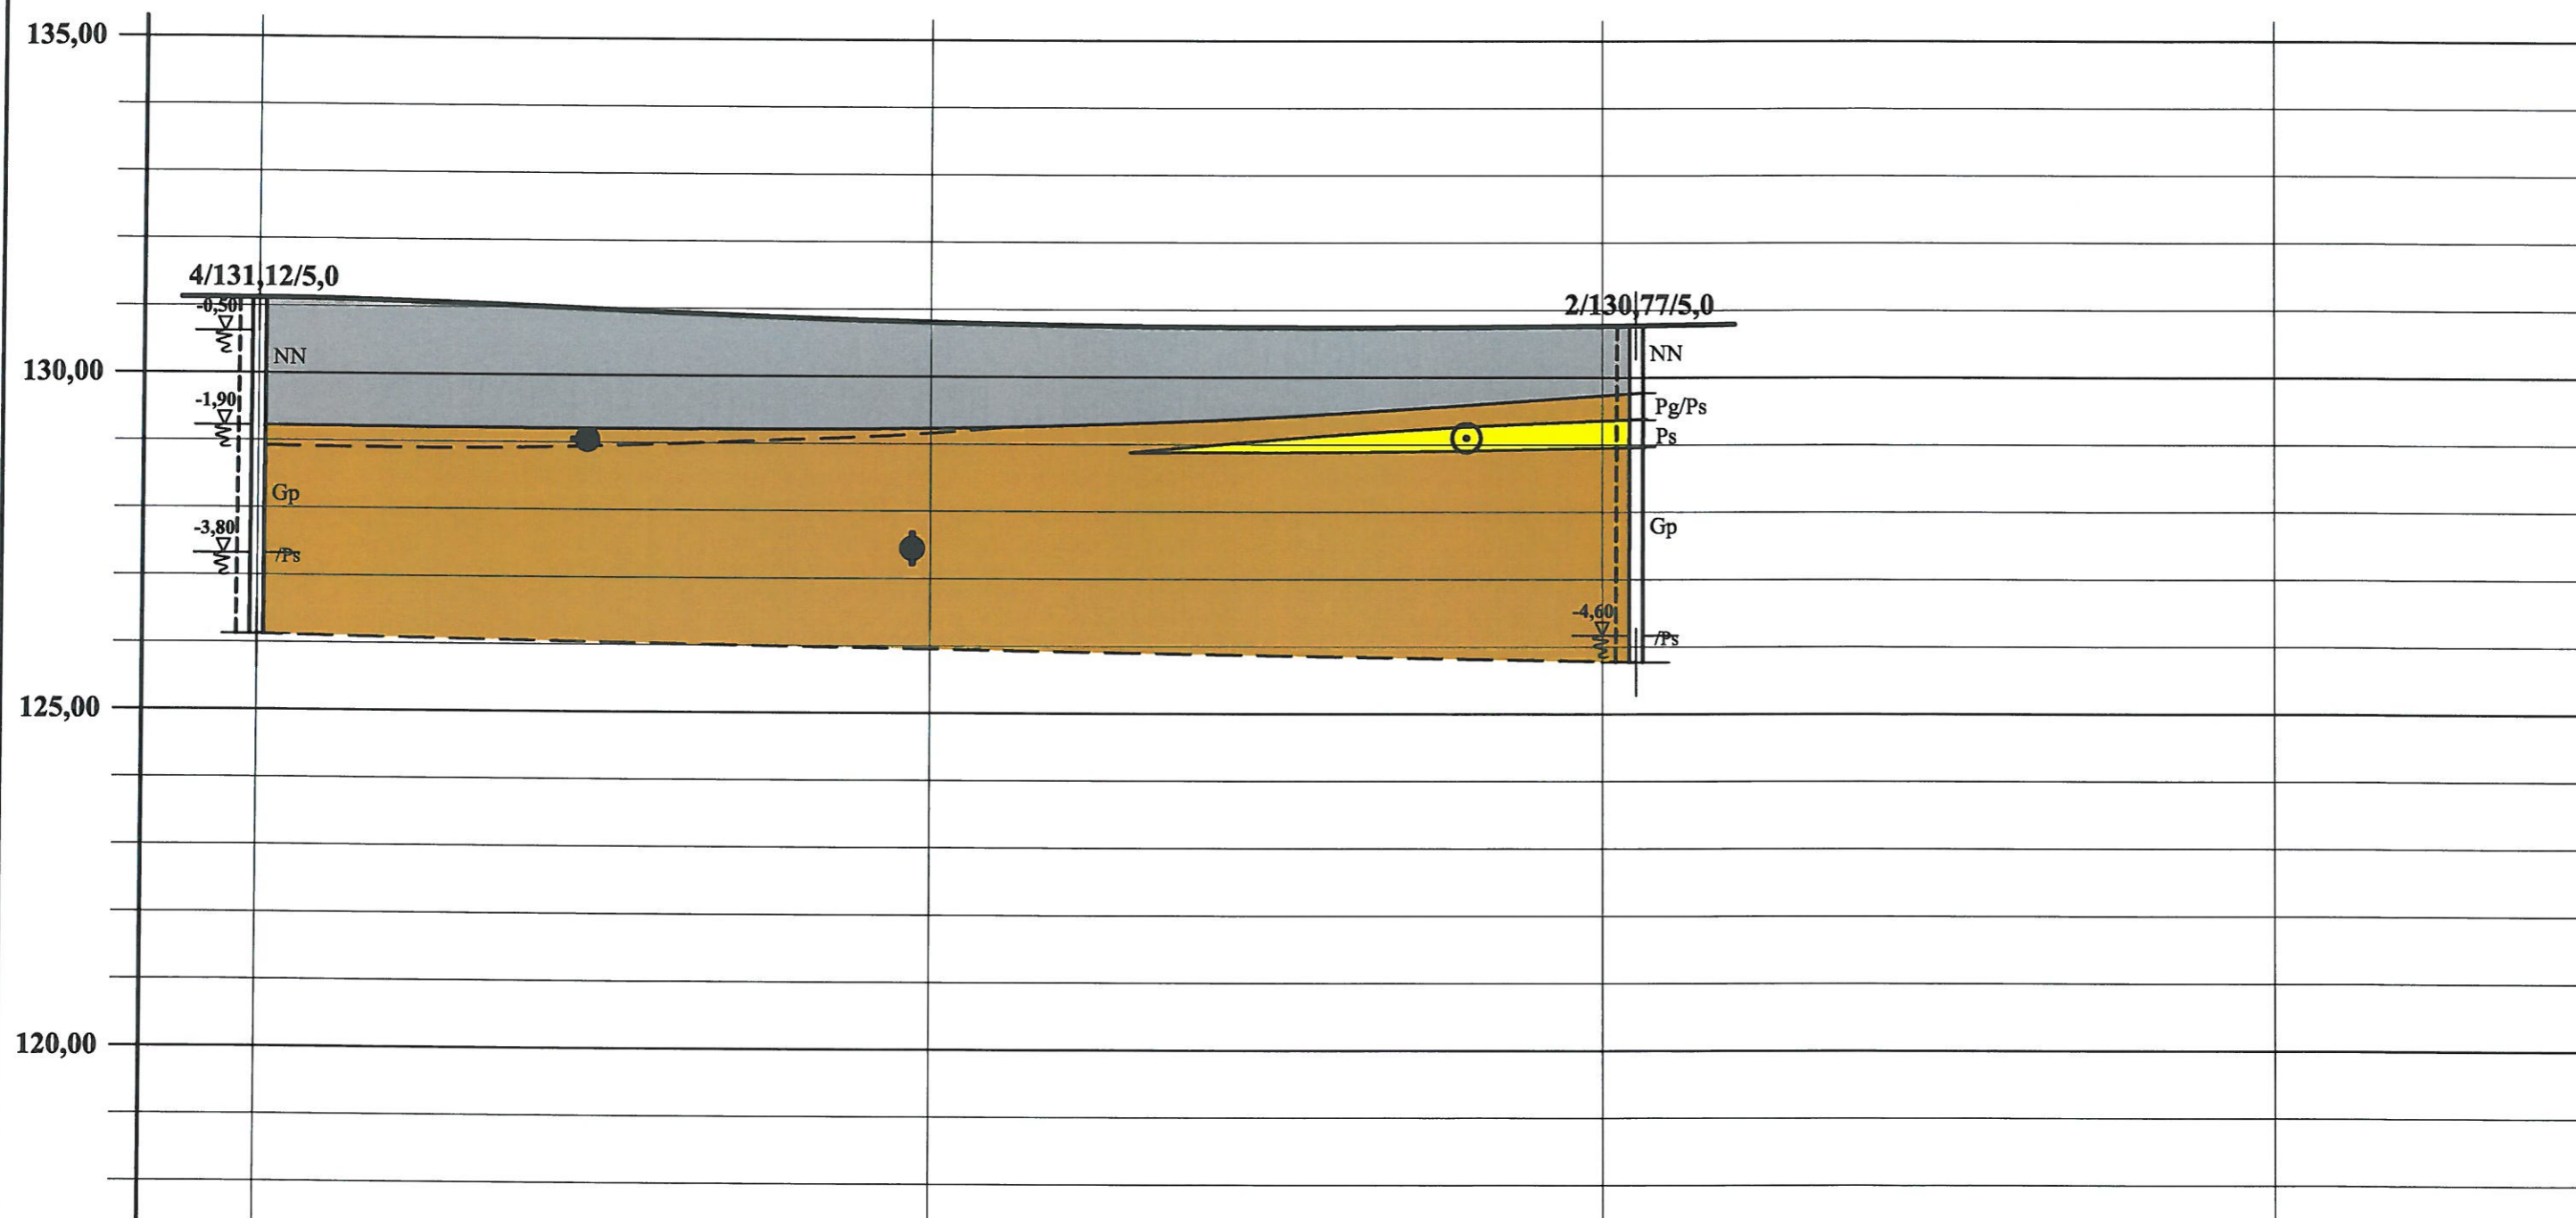 135,00
4/131,12/5,0
2/130,77/5,0
-0,50
NN
NN
130,00
-1,90
Pg/Ps
Ps
Gp
-3,80
Gp
/Ps
-4,60
/Ps
125,00
120,00